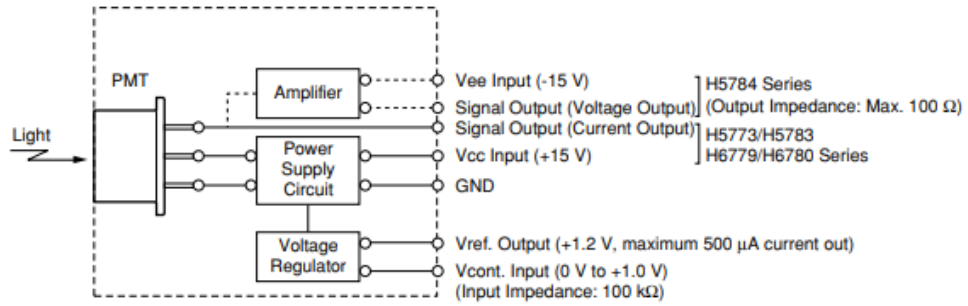 PMT
Light
Amplifier
Power
Supply
Circuit
Voltage
Regulator
Vee Input (-15 V)
Signal Output (Voltage Output)
Signal Output (Current Output)
Vcc Input (+15 V)
GND
Vref. Output (+1.2 V, maximum 500 μA current out)
Vcont. Input (0 V to +1.0 V)
(Input Impedance: 100 kΩ)
H5784 Series
(Output Impedance: Max. 100 Ω)
H5773/H5783
H6779/H6780 Series